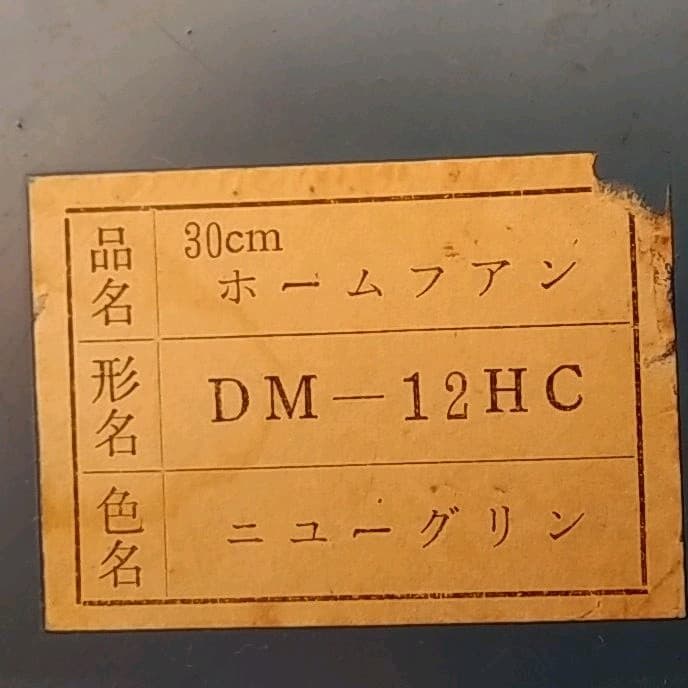 品名
30cm
ホームフアン
形名
DM-12HC
色名
ニユーグリン